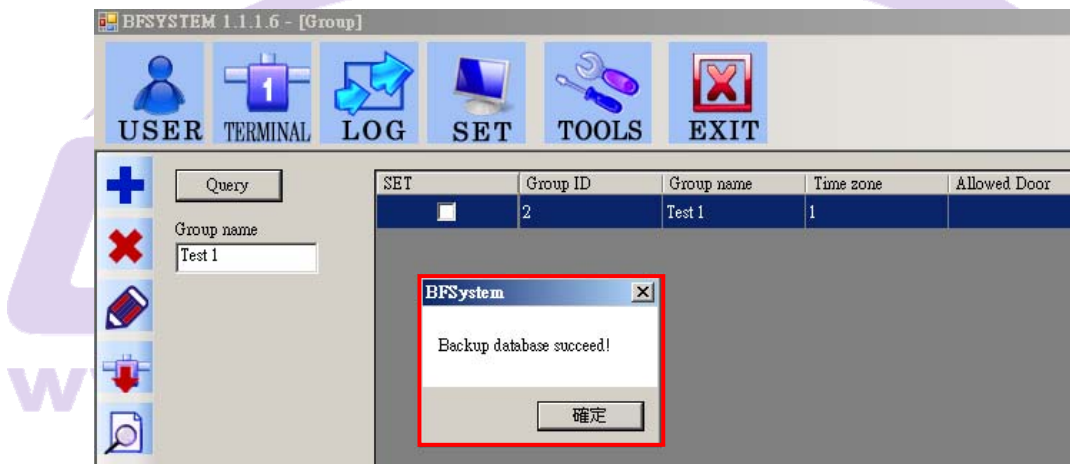 BFSYSTEM 1.1.1.6 - [Group]
1
USER TERMINAL LOG SET TOOLS EXIT
Query
SET Group ID Group name Time zone Allowed Door
2 Test 1 1
Group name
Test 1
BFSystem
Backup database succeed!
確定